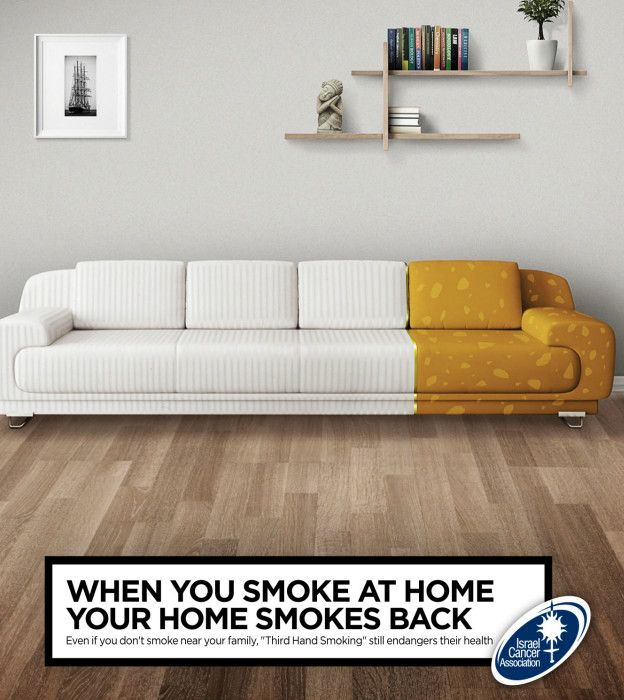 WHEN YOU SMOKE AT HOME
YOUR HOME SMOKES BACK
Even if you don't smoke near your family, "Third Hand Smoking" still endangers their health
Israel
Cancer
Association